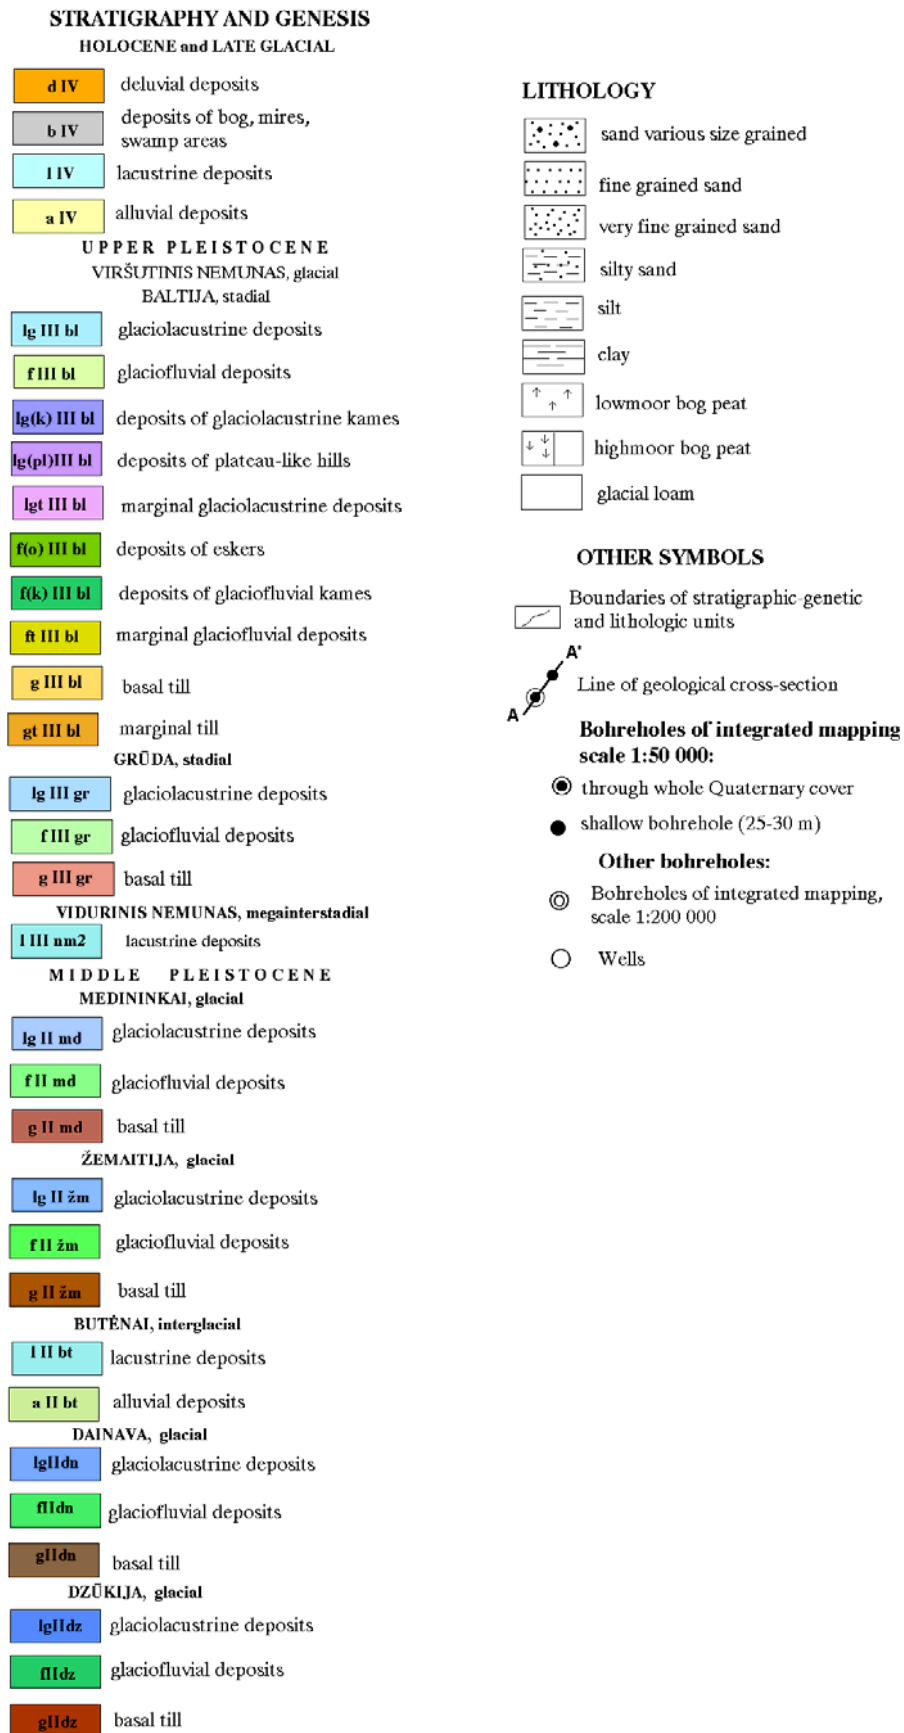 STRATIGRAPHY AND GENESIS
HOLOCENE and LATE GLACIAL
d IV deluvial deposits
b IV deposits of bog, mires,
swamp areas
l IV lacustrine deposits
a IV alluvial deposits
UPPER PLEISTOCENE
VIRŠUTINIS NEMUNAS, glacial
BALTIJA, stadial
lg III bl glaciolacustrine deposits
f III bl glaciofluvial deposits
lg(k) III bl deposits of glaciolacustrine kames
lg(pl)III bl deposits of plateau-like hills
lgt III bl marginal glaciolacustrine deposits
f(o) III bl deposits of eskers
f(k) III bl deposits of glaciofluvial kames
ft III bl marginal glaciofluvial deposits
g III bl basal till
gt III bl marginal till
GRŪDA, stadial
lg III gr glaciolacustrine deposits
f III gr glaciofluvial deposits
g III gr basal till
VIDURINIS NEMUNAS, megainterstadial
l III nm2 lacustrine deposits
MIDDLE PLEISTOCENE
MEDININKAI, glacial
lg II md glaciolacustrine deposits
f II md glaciofluvial deposits
g II md basal till
ŽEMAITIJA, glacial
lg II žm glaciolacustrine deposits
f II žm glaciofluvial deposits
g II žm basal till
BUTĖNAI, interglacial
l II bt lacustrine deposits
a II bt alluvial deposits
DAINAVA, glacial
lgIIdn glaciolacustrine deposits
fIIdn glaciofluvial deposits
gIIdn basal till
DZŪKIJA, glacial
lgIIdz glaciolacustrine deposits
fIIdz glaciofluvial deposits
gIIdz basal till
LITHOLOGY
sand various size grained
fine grained sand
very fine grained sand
silty sand
silt
clay
lowmoor bog peat
highmoor bog peat
glacial loam
OTHER SYMBOLS
Boundaries of stratigraphic-genetic
and lithologic units
A'
Line of geological cross-section
A
Bohreholes of integrated mapping
scale 1:50 000:
through whole Quaternary cover
shallow bohrehole (25-30 m)
Other bohreholes:
Bohreholes of integrated mapping,
scale 1:200 000
Wells